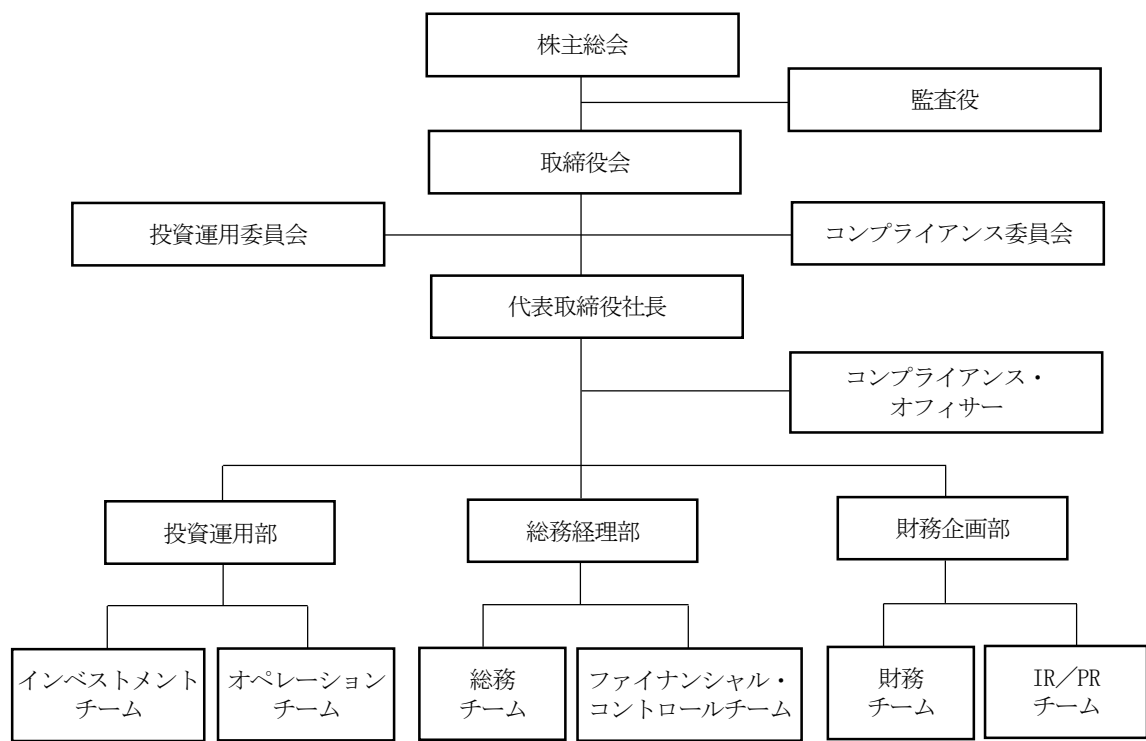 株主総会
監査役
取締役会
投資運用委員会
コンプライアンス委員会
代表取締役社長
コンプライアンス・
オフィサー
投資運用部
総務経理部
財務企画部
インベストメント
チーム
オペレーション
チーム
総務
チーム
ファイナンシャル・
コントロールチーム
財務
チーム
IR／PR
チーム